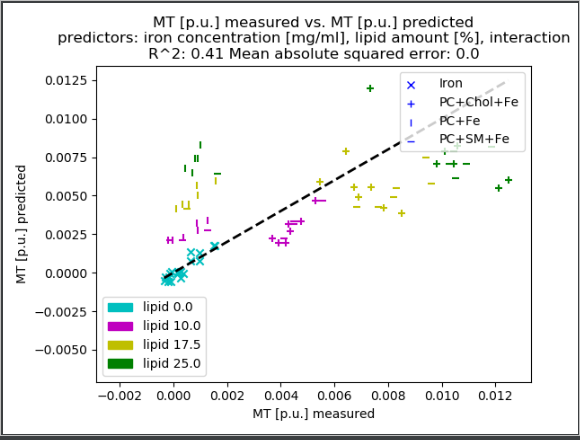 MT [p.u.] measured vs. MT [p.u.] predicted
predictors: iron concentration [mg/ml], lipid amount [%], interaction
R^2: 0.41 Mean absolute squared error: 0.0
MT [p.u.] predicted
0.0125
0.0100
0.0075
0.0050
0.0025
0.0000
−0.0025
−0.0050
Iron
PC+Chol+Fe
PC+Fe
PC+SM+Fe
lipid 0.0
lipid 10.0
lipid 17.5
lipid 25.0
−0.002 0.000 0.002 0.004 0.006 0.008 0.010 0.012
MT [p.u.] measured